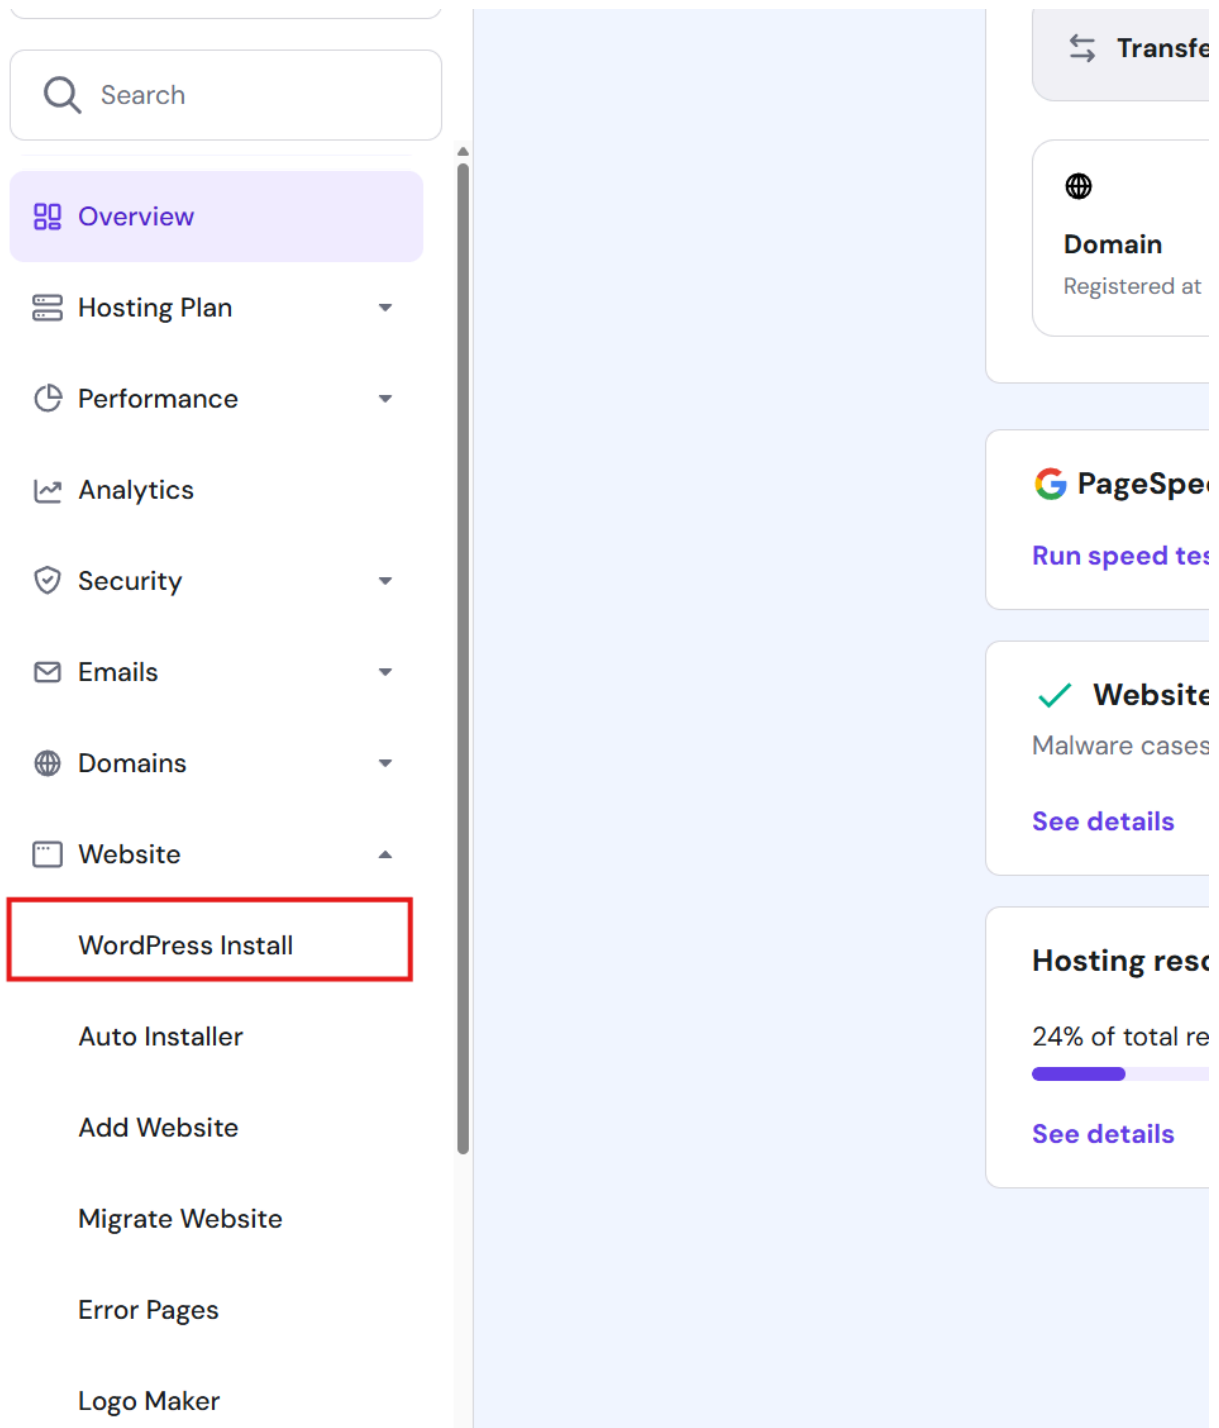 Search
Overview
Hosting Plan
Performance
Analytics
Security
Emails
Domains
Website
WordPress Install
Auto Installer
Add Website
Migrate Website
Error Pages
Logo Maker
Transfe
Domain
Registered at
PageSpee
Run speed tes
Website
Malware cases
See details
Hosting reso
24% of total re
See details